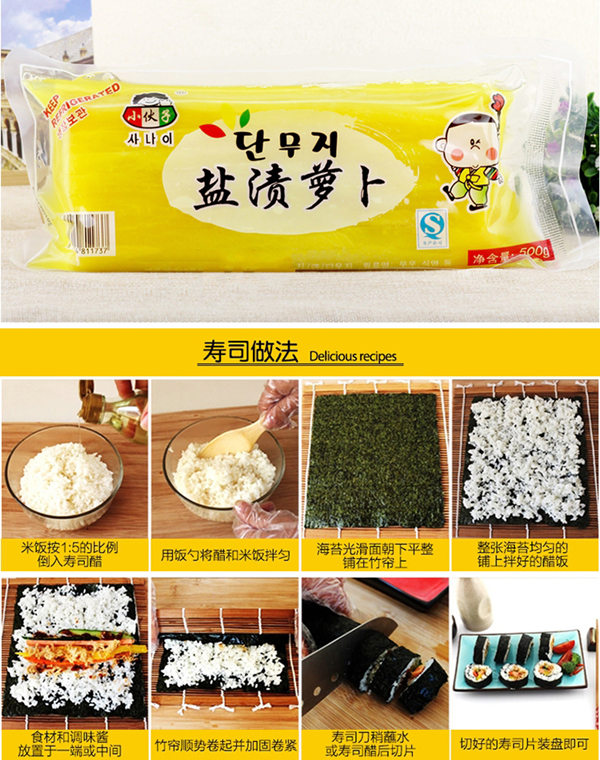 KEEP
REFRIGERATED
小伙子
사나이
단무지
盐渍萝卜
811737
净含量: 500g
寿司做法 Delicious recipes
米饭按1:5的比例
倒入寿司醋
用饭勺将醋和米饭拌匀
海苔光滑面朝下平整
铺在竹帘上
整张海苔均匀的
铺上拌好的醋饭
食材和调味酱
放置于一端或中间
竹帘顺势卷起并加固卷紧
寿司刀稍蘸水
或寿司醋后切片
切好的寿司片装盘即可